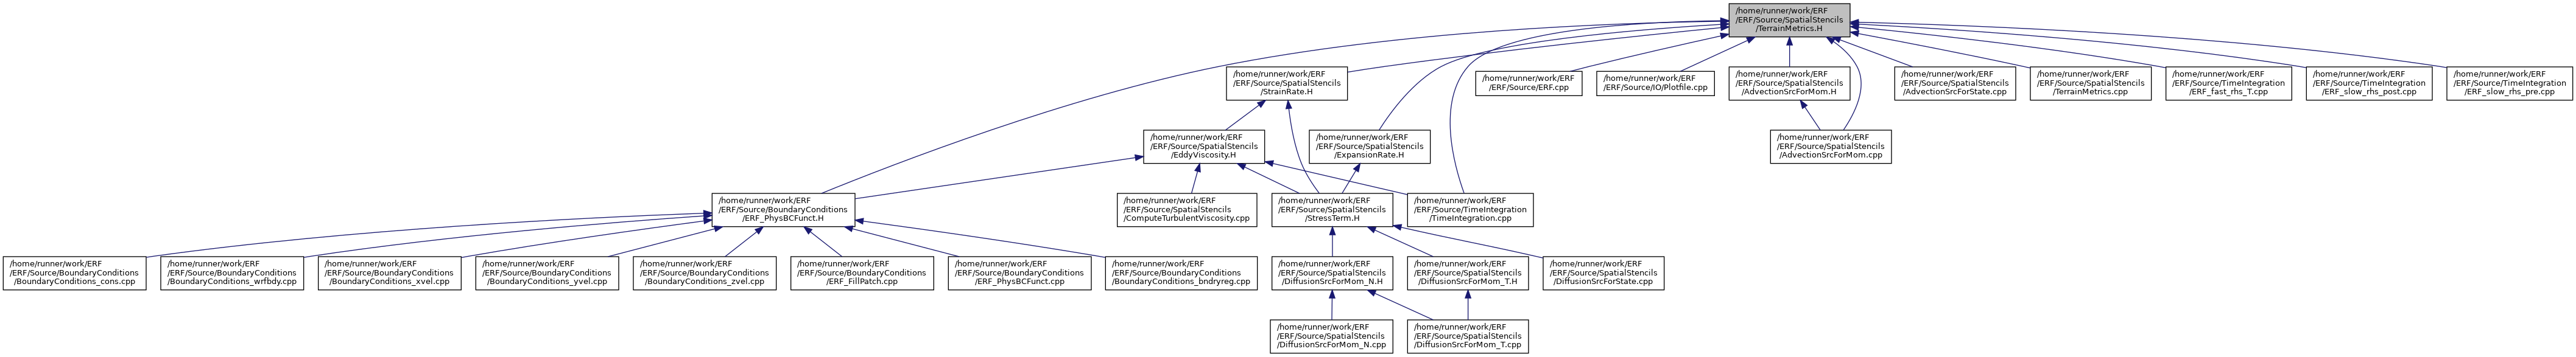 /home/runner/work/ERF
/ERF/Source/SpatialStencils
/TerrainMetrics.H
/home/runner/work/ERF
/ERF/Source/SpatialStencils
/StrainRate.H
/home/runner/work/ERF
/ERF/Source/ERF.cpp
/home/runner/work/ERF
/ERF/Source/IO/Plotfile.cpp
/home/runner/work/ERF
/ERF/Source/SpatialStencils
/AdvectionSrcForMom.H
/home/runner/work/ERF
/ERF/Source/SpatialStencils
/AdvectionSrcForState.cpp
/home/runner/work/ERF
/ERF/Source/SpatialStencils
/TerrainMetrics.cpp
/home/runner/work/ERF
/ERF/Source/TimeIntegration
/ERF_fast_rhs_T.cpp
/home/runner/work/ERF
/ERF/Source/TimeIntegration
/ERF_slow_rhs_post.cpp
/home/runner/work/ERF
/ERF/Source/TimeIntegration
/ERF_slow_rhs_pre.cpp
/home/runner/work/ERF
/ERF/Source/SpatialStencils
/EddyViscosity.H
/home/runner/work/ERF
/ERF/Source/SpatialStencils
/ExpansionRate.H
/home/runner/work/ERF
/ERF/Source/SpatialStencils
/AdvectionSrcForMom.cpp
/home/runner/work/ERF
/ERF/Source/BoundaryConditions
/ERF_PhysBCFunct.H
/home/runner/work/ERF
/ERF/Source/SpatialStencils
/ComputeTurbulentViscosity.cpp
/home/runner/work/ERF
/ERF/Source/SpatialStencils
/StressTerm.H
/home/runner/work/ERF
/ERF/Source/TimeIntegration
/TimeIntegration.cpp
/home/runner/work/ERF
/ERF/Source/BoundaryConditions
/BoundaryConditions_cons.cpp
/home/runner/work/ERF
/ERF/Source/BoundaryConditions
/BoundaryConditions_wrfbdy.cpp
/home/runner/work/ERF
/ERF/Source/BoundaryConditions
/BoundaryConditions_xvel.cpp
/home/runner/work/ERF
/ERF/Source/BoundaryConditions
/BoundaryConditions_yvel.cpp
/home/runner/work/ERF
/ERF/Source/BoundaryConditions
/BoundaryConditions_zvel.cpp
/home/runner/work/ERF
/ERF/Source/BoundaryConditions
/ERF_FillPatch.cpp
/home/runner/work/ERF
/ERF/Source/BoundaryConditions
/ERF_PhysBCFunct.cpp
/home/runner/work/ERF
/ERF/Source/BoundaryConditions
/BoundaryConditions_bndryreg.cpp
/home/runner/work/ERF
/ERF/Source/SpatialStencils
/DiffusionSrcForMom_N.H
/home/runner/work/ERF
/ERF/Source/SpatialStencils
/DiffusionSrcForMom_T.H
/home/runner/work/ERF
/ERF/Source/SpatialStencils
/DiffusionSrcForState.cpp
/home/runner/work/ERF
/ERF/Source/SpatialStencils
/DiffusionSrcForMom_N.cpp
/home/runner/work/ERF
/ERF/Source/SpatialStencils
/DiffusionSrcForMom_T.cpp